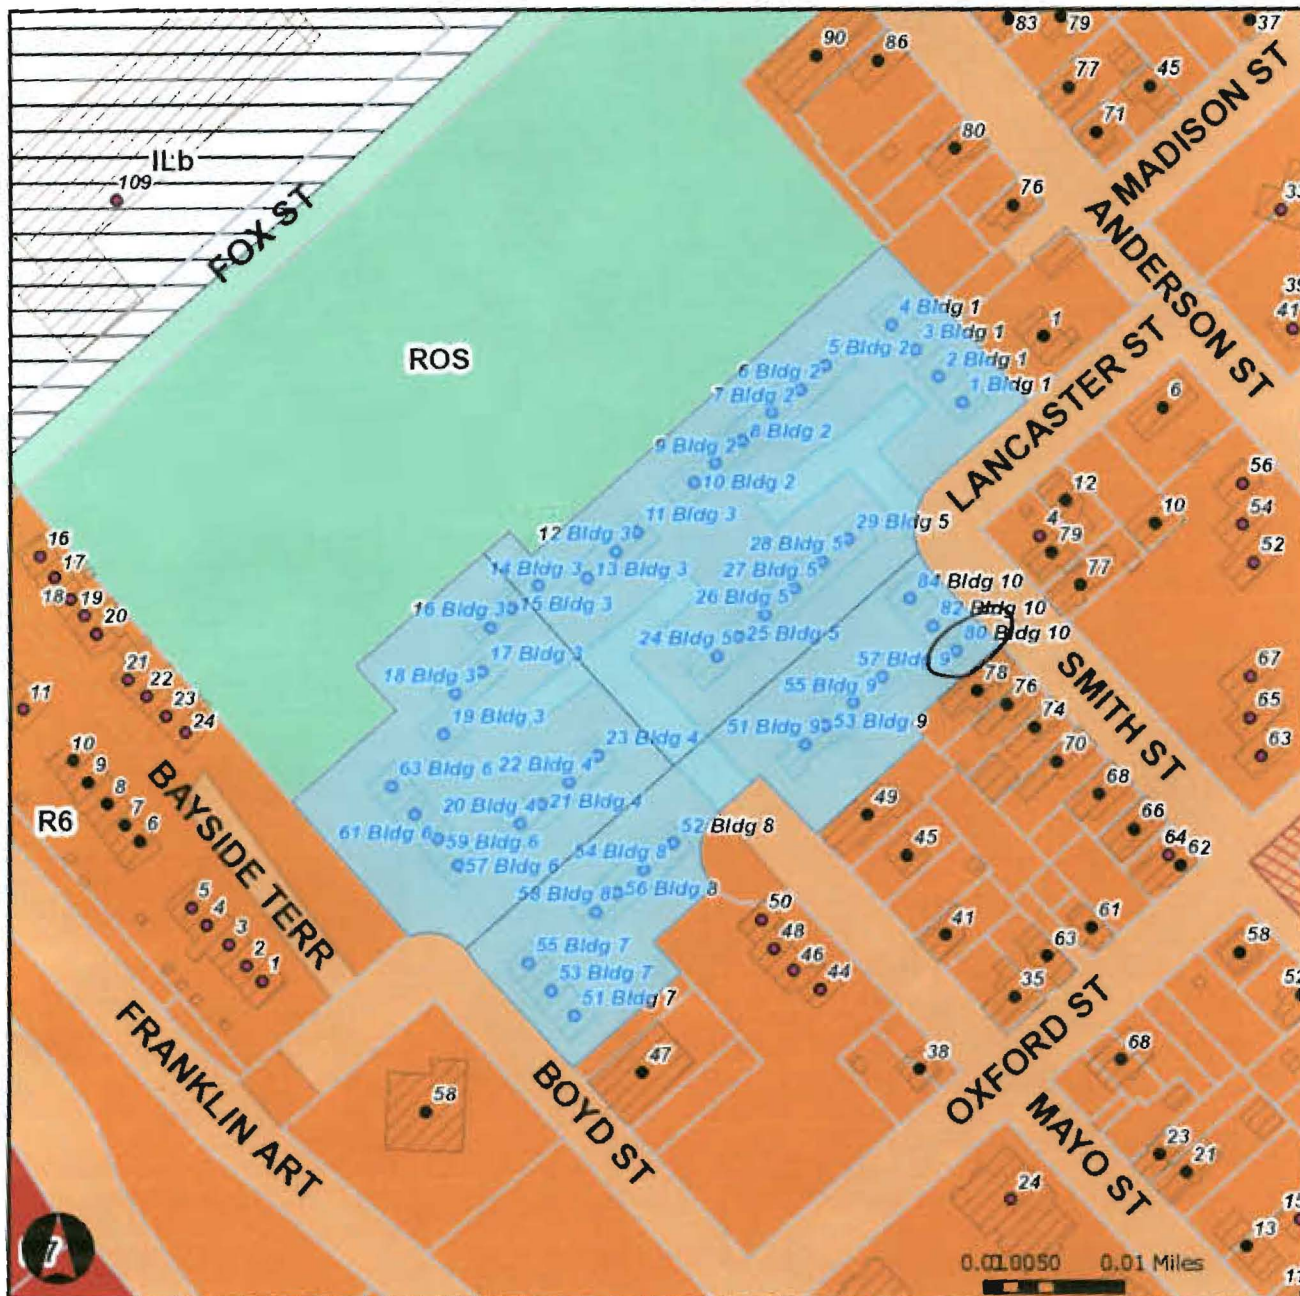 90
86
83
79
37
77
45
71
80
76
MADISON ST
ILb
109
FOX ST
ANDERSON ST
33
39
41
ROS
4 Bldg 1
3 Bldg 1
2 Bldg 1
1 Bldg 1
1
5 Bldg 2
6 Bldg 2
7 Bldg 2
8 Bldg 2
9 Bldg 2
10 Bldg 2
LANCASTER ST
6
12
10
4
79
77
56
54
52
11 Bldg 3
12 Bldg 3
13 Bldg 3
14 Bldg 3
15 Bldg 3
16 Bldg 3
17 Bldg 3
18 Bldg 3
19 Bldg 3
29 Bldg 5
28 Bldg 5
27 Bldg 5
26 Bldg 5
25 Bldg 5
24 Bldg 5
84 Bldg 10
82 Bldg 10
80 Bldg 10
57 Bldg 9
55 Bldg 9
53 Bldg 9
51 Bldg 9
16
17
18
19
20
21
22
23
24
11
10
9
8
7
6
R6
BAYSIDE TERR
5
4
3
2
1
23 Bldg 4
22 Bldg 4
21 Bldg 4
20 Bldg 4
63 Bldg 6
61 Bldg 6
59 Bldg 6
57 Bldg 6
52 Bldg 8
54 Bldg 8
56 Bldg 8
58 Bldg 8
55 Bldg 7
53 Bldg 7
51 Bldg 7
SMITH ST
78
76
74
70
68
66
64
62
67
65
63
49
45
41
61
63
35
50
48
46
44
38
47
58
58
52
OXFORD ST
FRANKLIN ART
BOYD ST
MAYO ST
68
23
21
24
13
15
17
7
0.010050 0.01 Miles